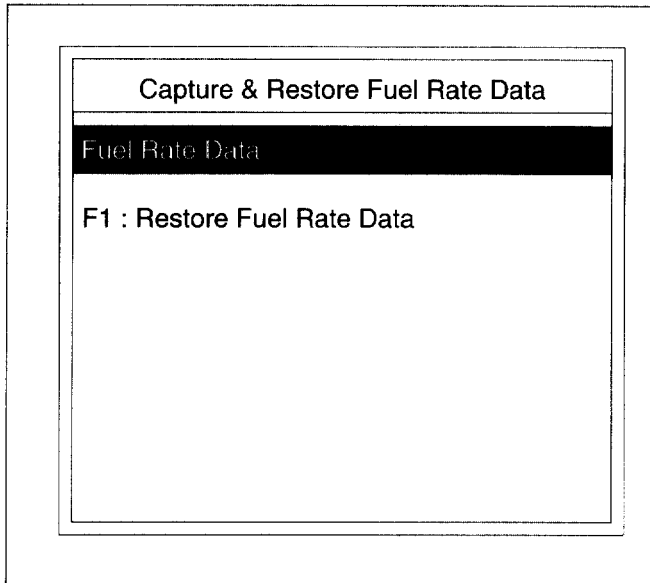 Capture & Restore Fuel Rate Data
Fuel Rate Data
F1 : Restore Fuel Rate Data